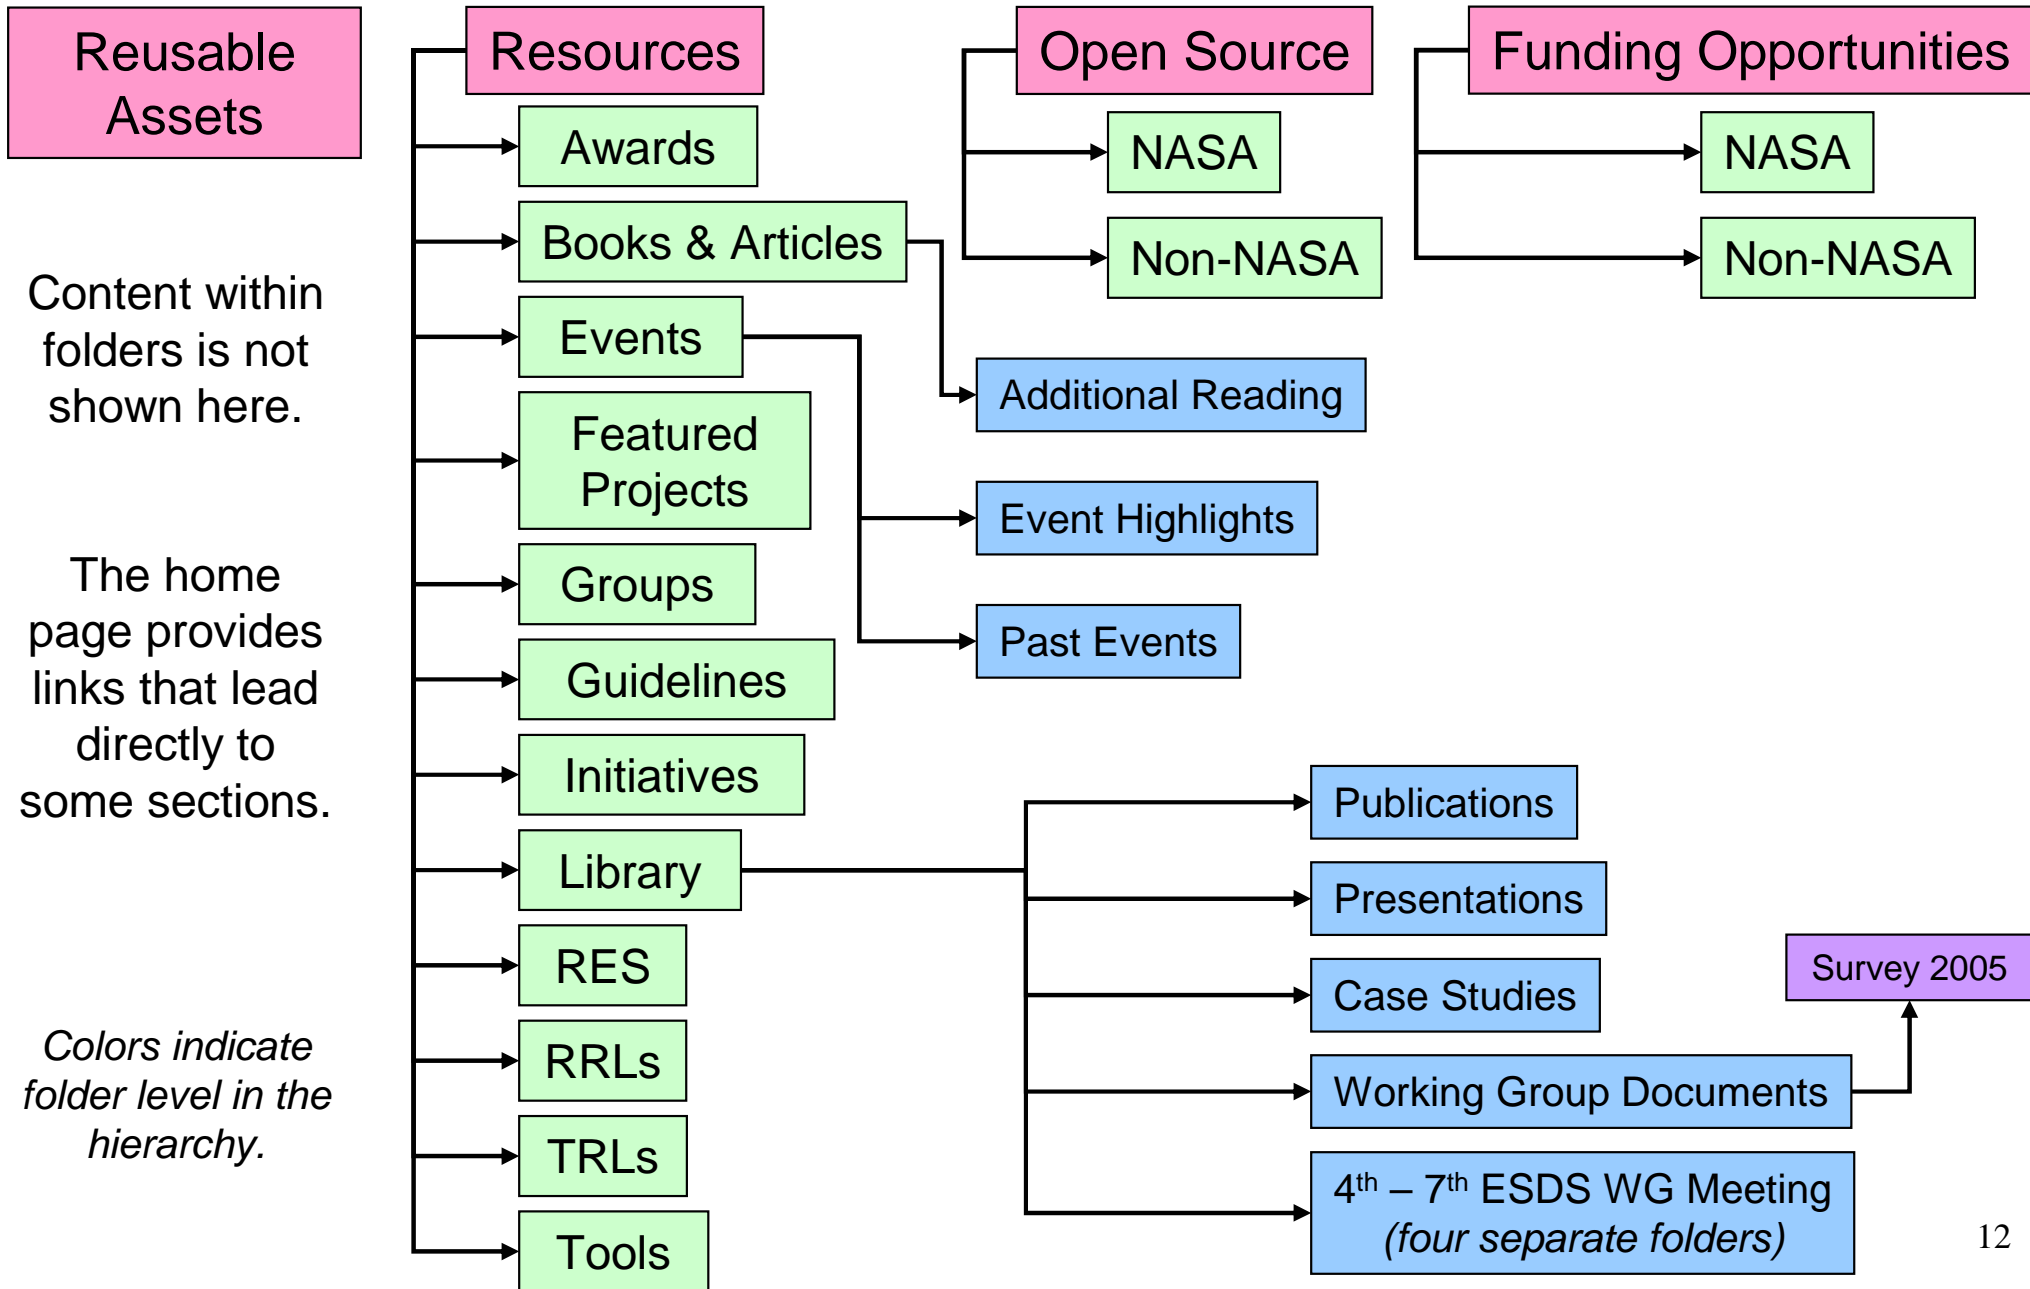 Reusable
Assets
Content within
folders is not
shown here.
The home
page provides
links that lead
directly to
some sections.
Colors indicate
folder level in the
hierarchy.
Resources
Awards
Books & Articles
Events
Featured
Projects
Groups
Guidelines
Initiatives
Library
RES
RRLs
TRLs
Tools
Open Source
NASA
Non-NASA
Additional Reading
Event Highlights
Past Events
Funding Opportunities
NASA
Non-NASA
Publications
Presentations
Case Studies
Working Group Documents
4th – 7th ESDS WG Meeting
(four separate folders)
Survey 2005
12